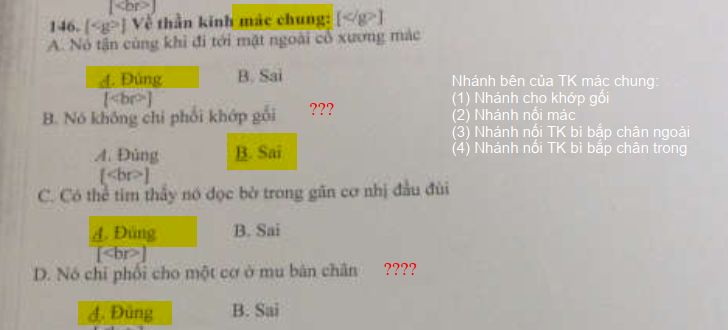 [<br>]
146. [<g>] Về thần kinh mác chung: [</g>]
A. Nó tận cùng khi đi tới mặt ngoài cổ xương mác
A. Đúng B. Sai
[<br>]
B. Nó không chi phối khớp gối ???
A. Đúng B. Sai
[<br>]
C. Có thể tìm thấy nó dọc bờ trong gân cơ nhị đầu đùi
A. Đúng B. Sai
[<br>]
D. Nó chi phối cho một cơ ở mu bàn chân ????
A. Đúng B. Sai
Nhánh bên của TK mác chung:
(1) Nhánh cho khớp gối
(2) Nhánh nối mác
(3) Nhánh nối TK bì bắp chân ngoài
(4) Nhánh nối TK bì bắp chân trong